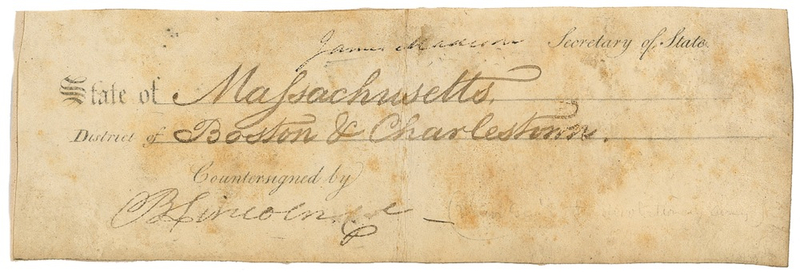 James Madison Secretary of State.
State of Massachusetts.
District of Boston & Charlestown.
Countersigned by
B Lincoln